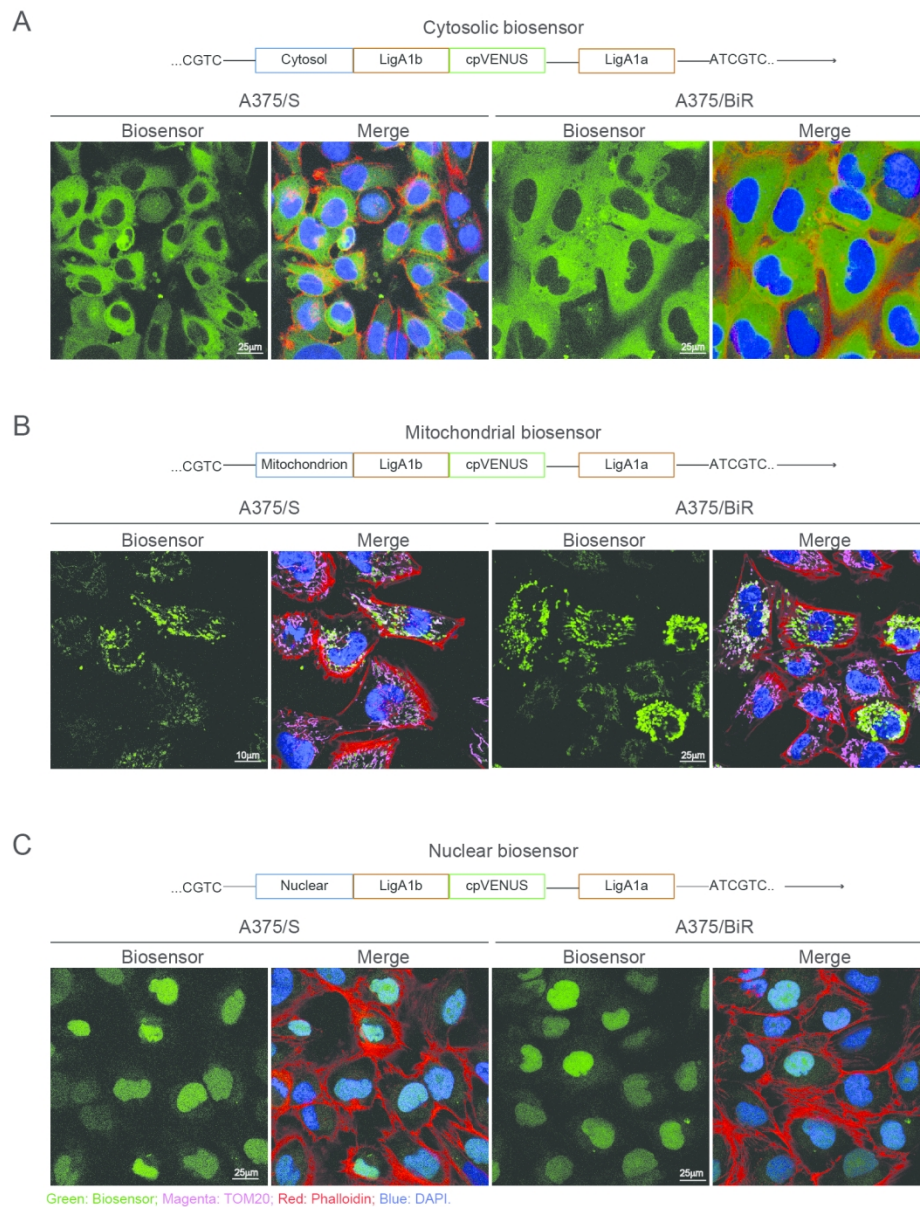 A
Cytosolic biosensor
...CGTC Cytosol LigA1b cpVENUS LigA1a ATCGTC..
A375/S A375/BiR
Biosensor Merge Biosensor Merge
25µm 25µm
B
Mitochondrial biosensor
...CGTC Mitochondrion LigA1b cpVENUS LigA1a ATCGTC..
A375/S A375/BiR
Biosensor Merge Biosensor Merge
10µm 25µm
C
Nuclear biosensor
...CGTC Nuclear LigA1b cpVENUS LigA1a ATCGTC..
A375/S A375/BiR
Biosensor Merge Biosensor Merge
25µm 25µm
Green: Biosensor; Magenta: TOM20; Red: Phalloidin; Blue: DAPI.